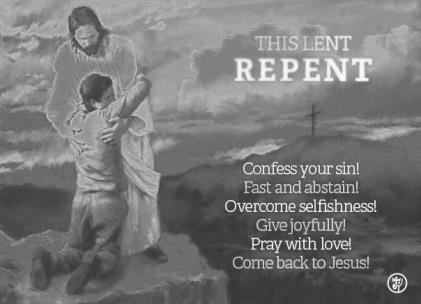 THIS LENT
REPENT
Confess your sin!
Fast and abstain!
Overcome selfishness!
Give joyfully!
Pray with love!
Come back to Jesus!